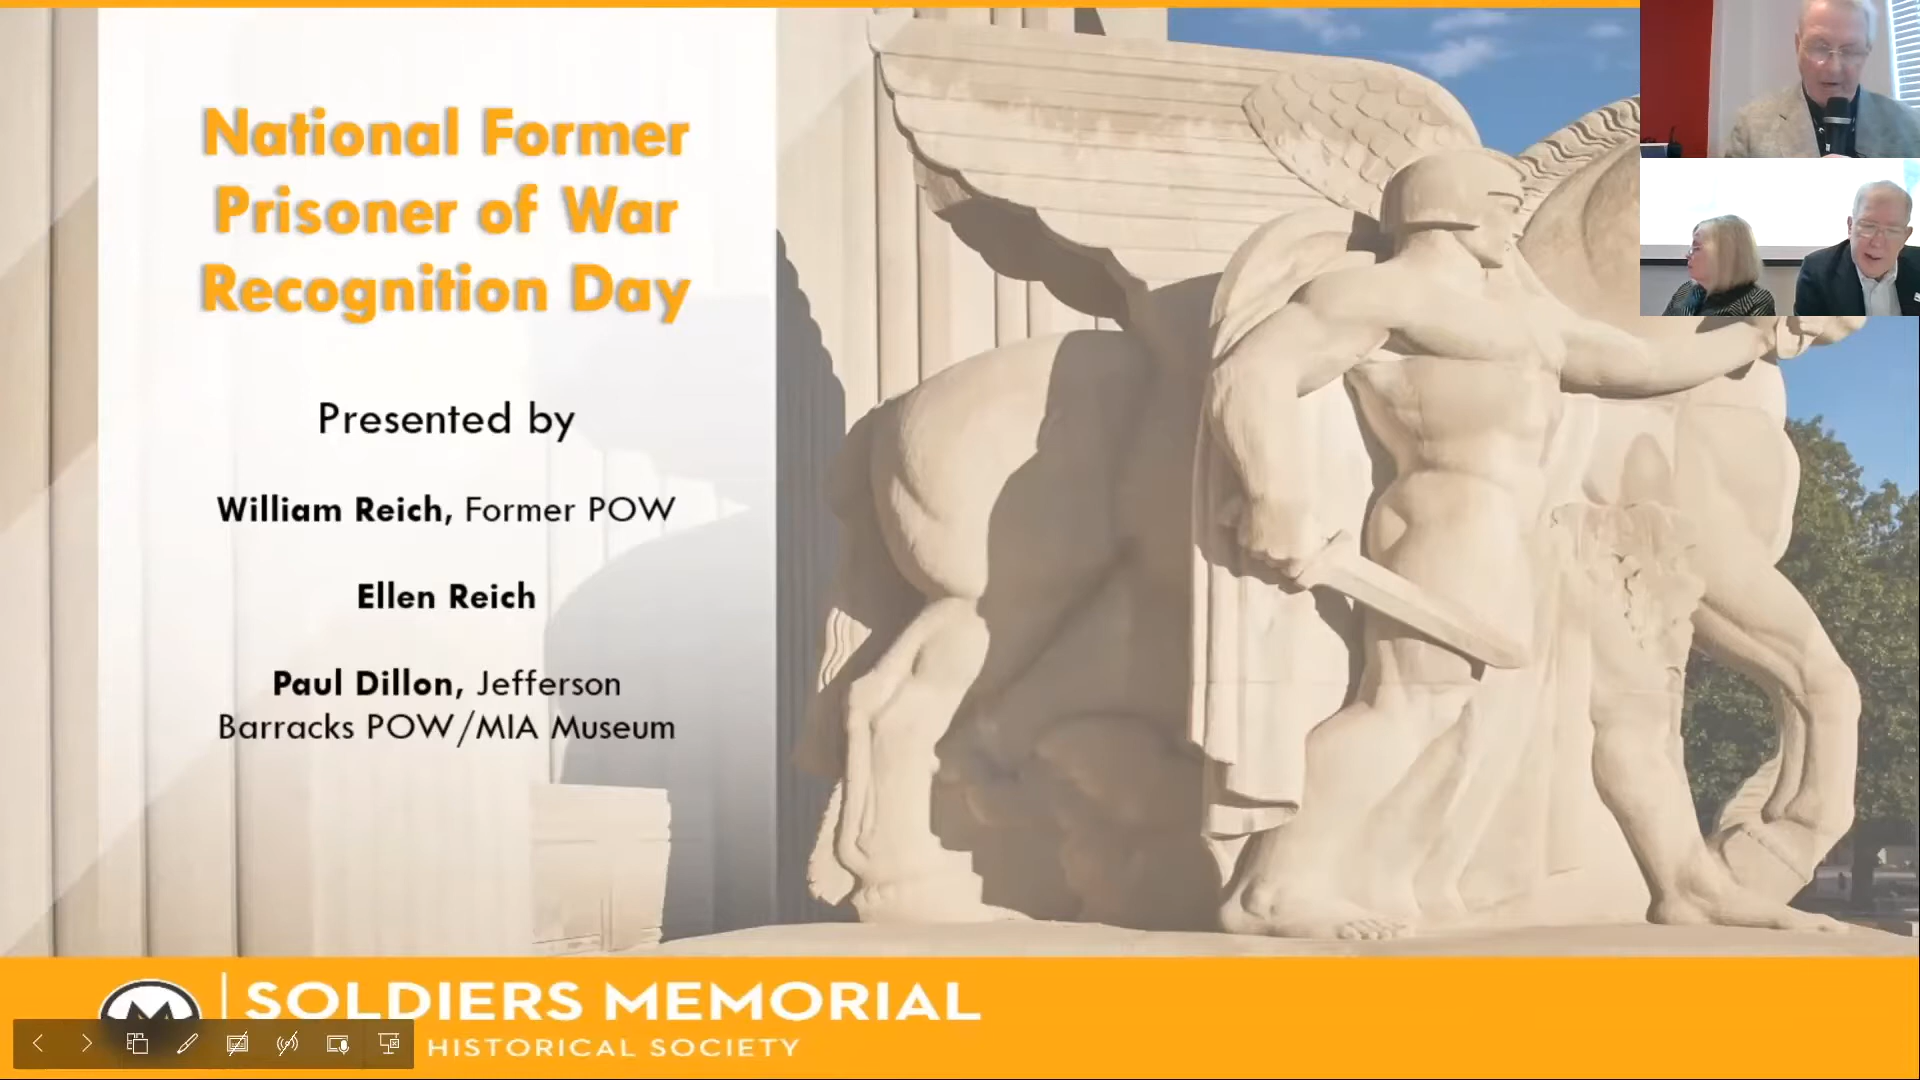 National Former
Prisoner of War
Recognition Day
Presented by
William Reich, Former POW
Ellen Reich
Paul Dillon, Jefferson
Barracks POW/MIA Museum
SOLDIERS MEMORIAL
HISTORICAL SOCIETY